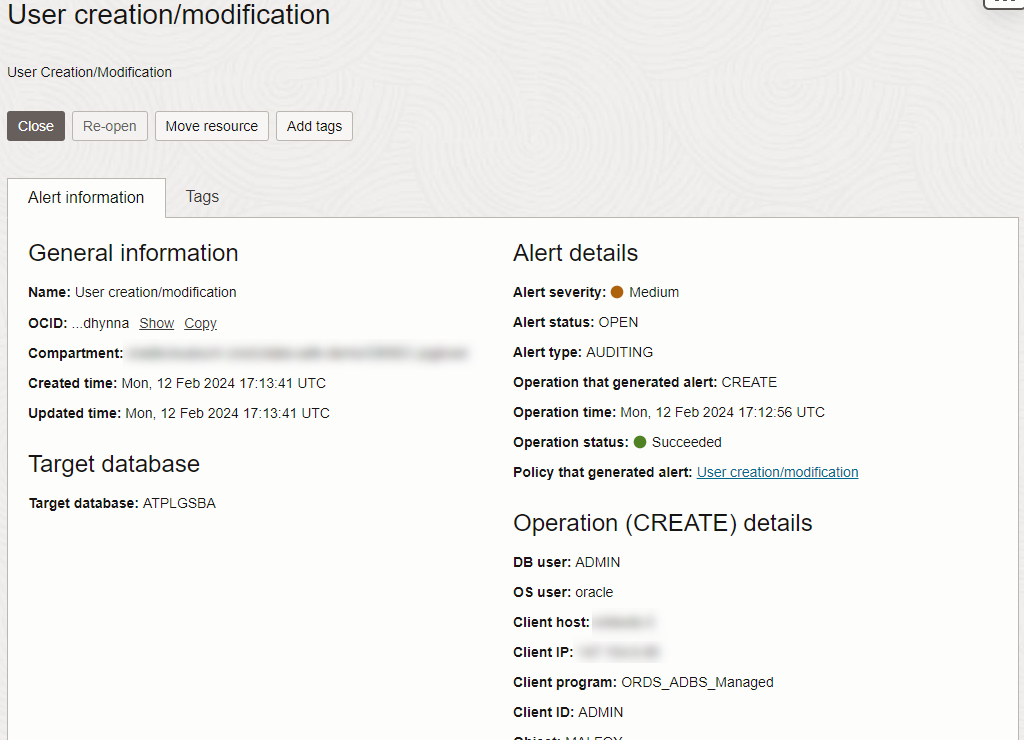 User creation/modification
User Creation/Modification
Close Re-open Move resource Add tags
Alert information Tags
General information
Name: User creation/modification
OCID: ...dhynna Show Copy
Compartment:
Created time: Mon, 12 Feb 2024 17:13:41 UTC
Updated time: Mon, 12 Feb 2024 17:13:41 UTC
Target database
Target database: ATPLGSBA
Alert details
Alert severity: Medium
Alert status: OPEN
Alert type: AUDITING
Operation that generated alert: CREATE
Operation time: Mon, 12 Feb 2024 17:12:56 UTC
Operation status: Succeeded
Policy that generated alert: User creation/modification
Operation (CREATE) details
DB user: ADMIN
OS user: oracle
Client host:
Client IP:
Client program: ORDS_ADBS_Managed
Client ID: ADMIN
Object: MALFOY